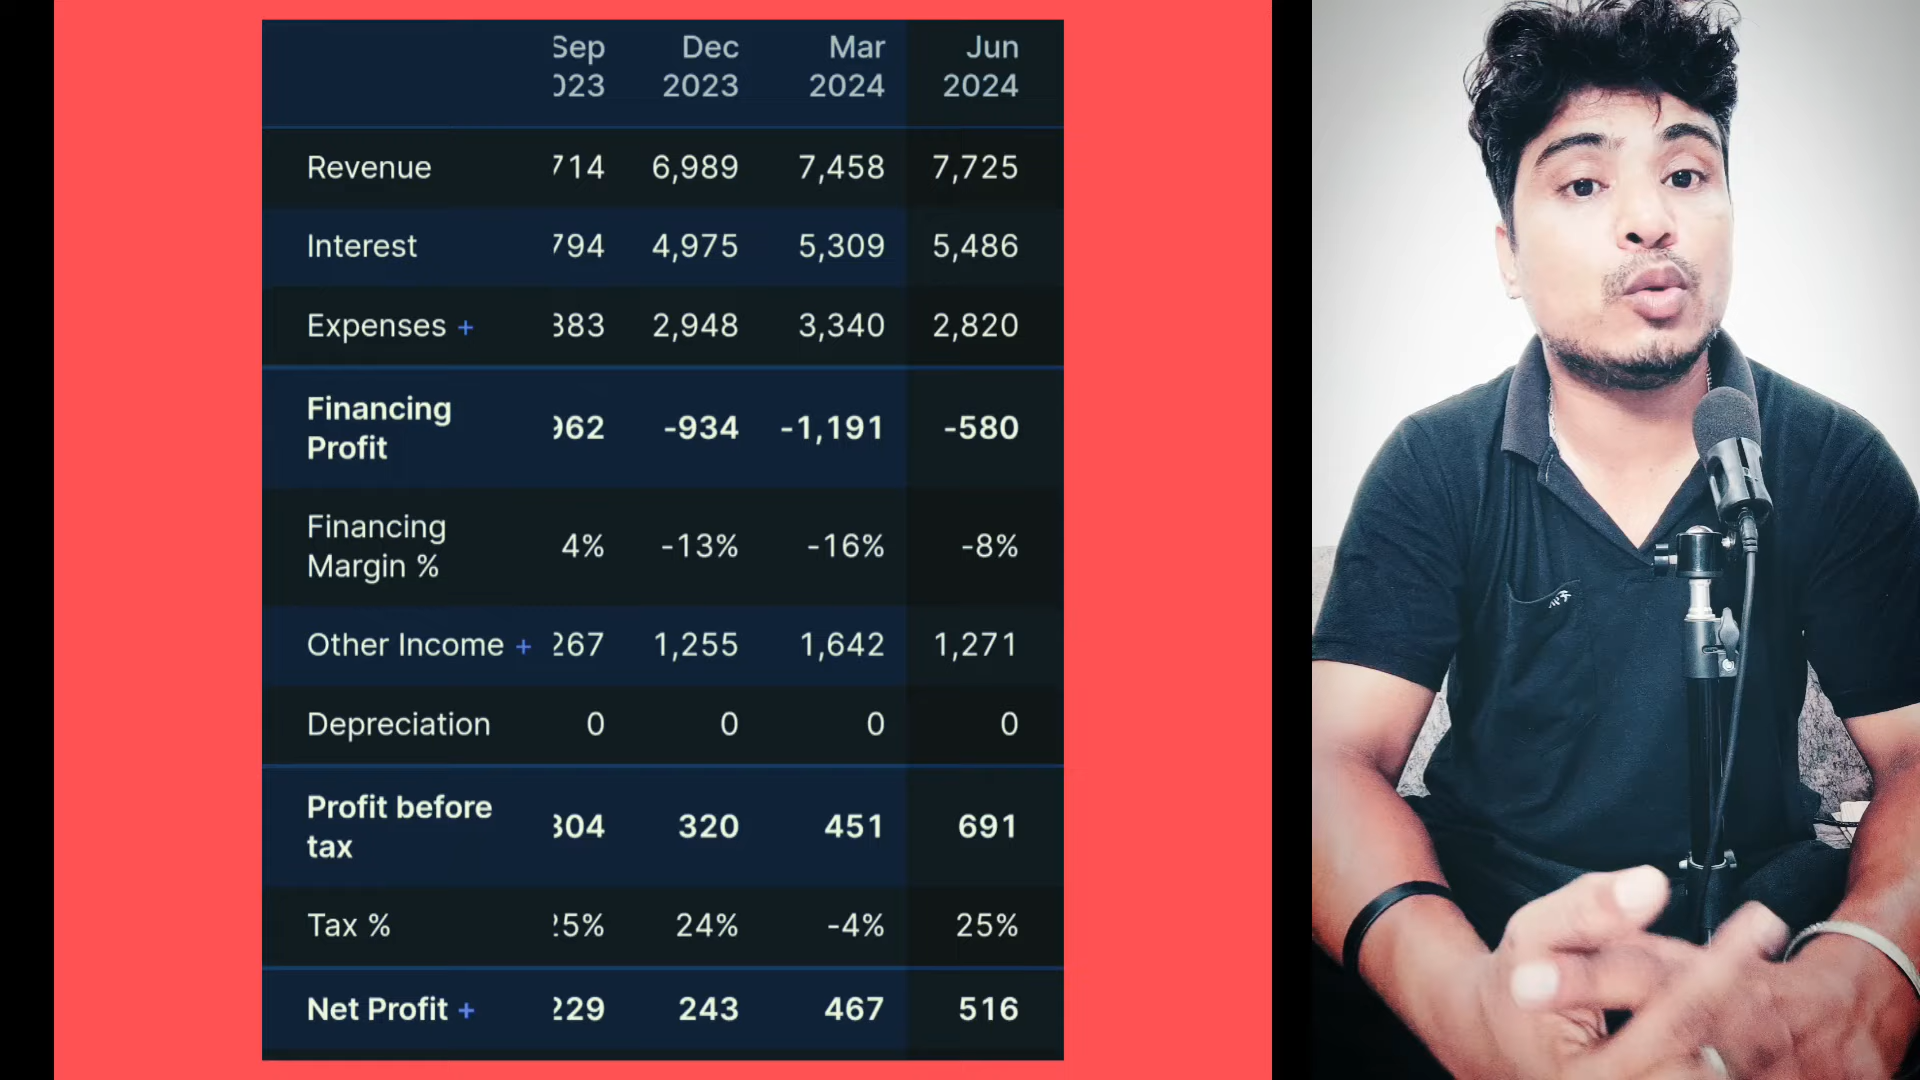 Sep Dec Mar Jun
023 2023 2024 2024
Revenue 714 6,989 7,458 7,725
Interest 794 4,975 5,309 5,486
Expenses + 383 2,948 3,340 2,820
Financing
Profit
962 -934 -1,191 -580
Financing
Margin %
4% -13% -16% -8%
Other Income + 267 1,255 1,642 1,271
Depreciation 0 0 0 0
Profit before
tax
304 320 451 691
Tax % 25% 24% -4% 25%
Net Profit + 229 243 467 516